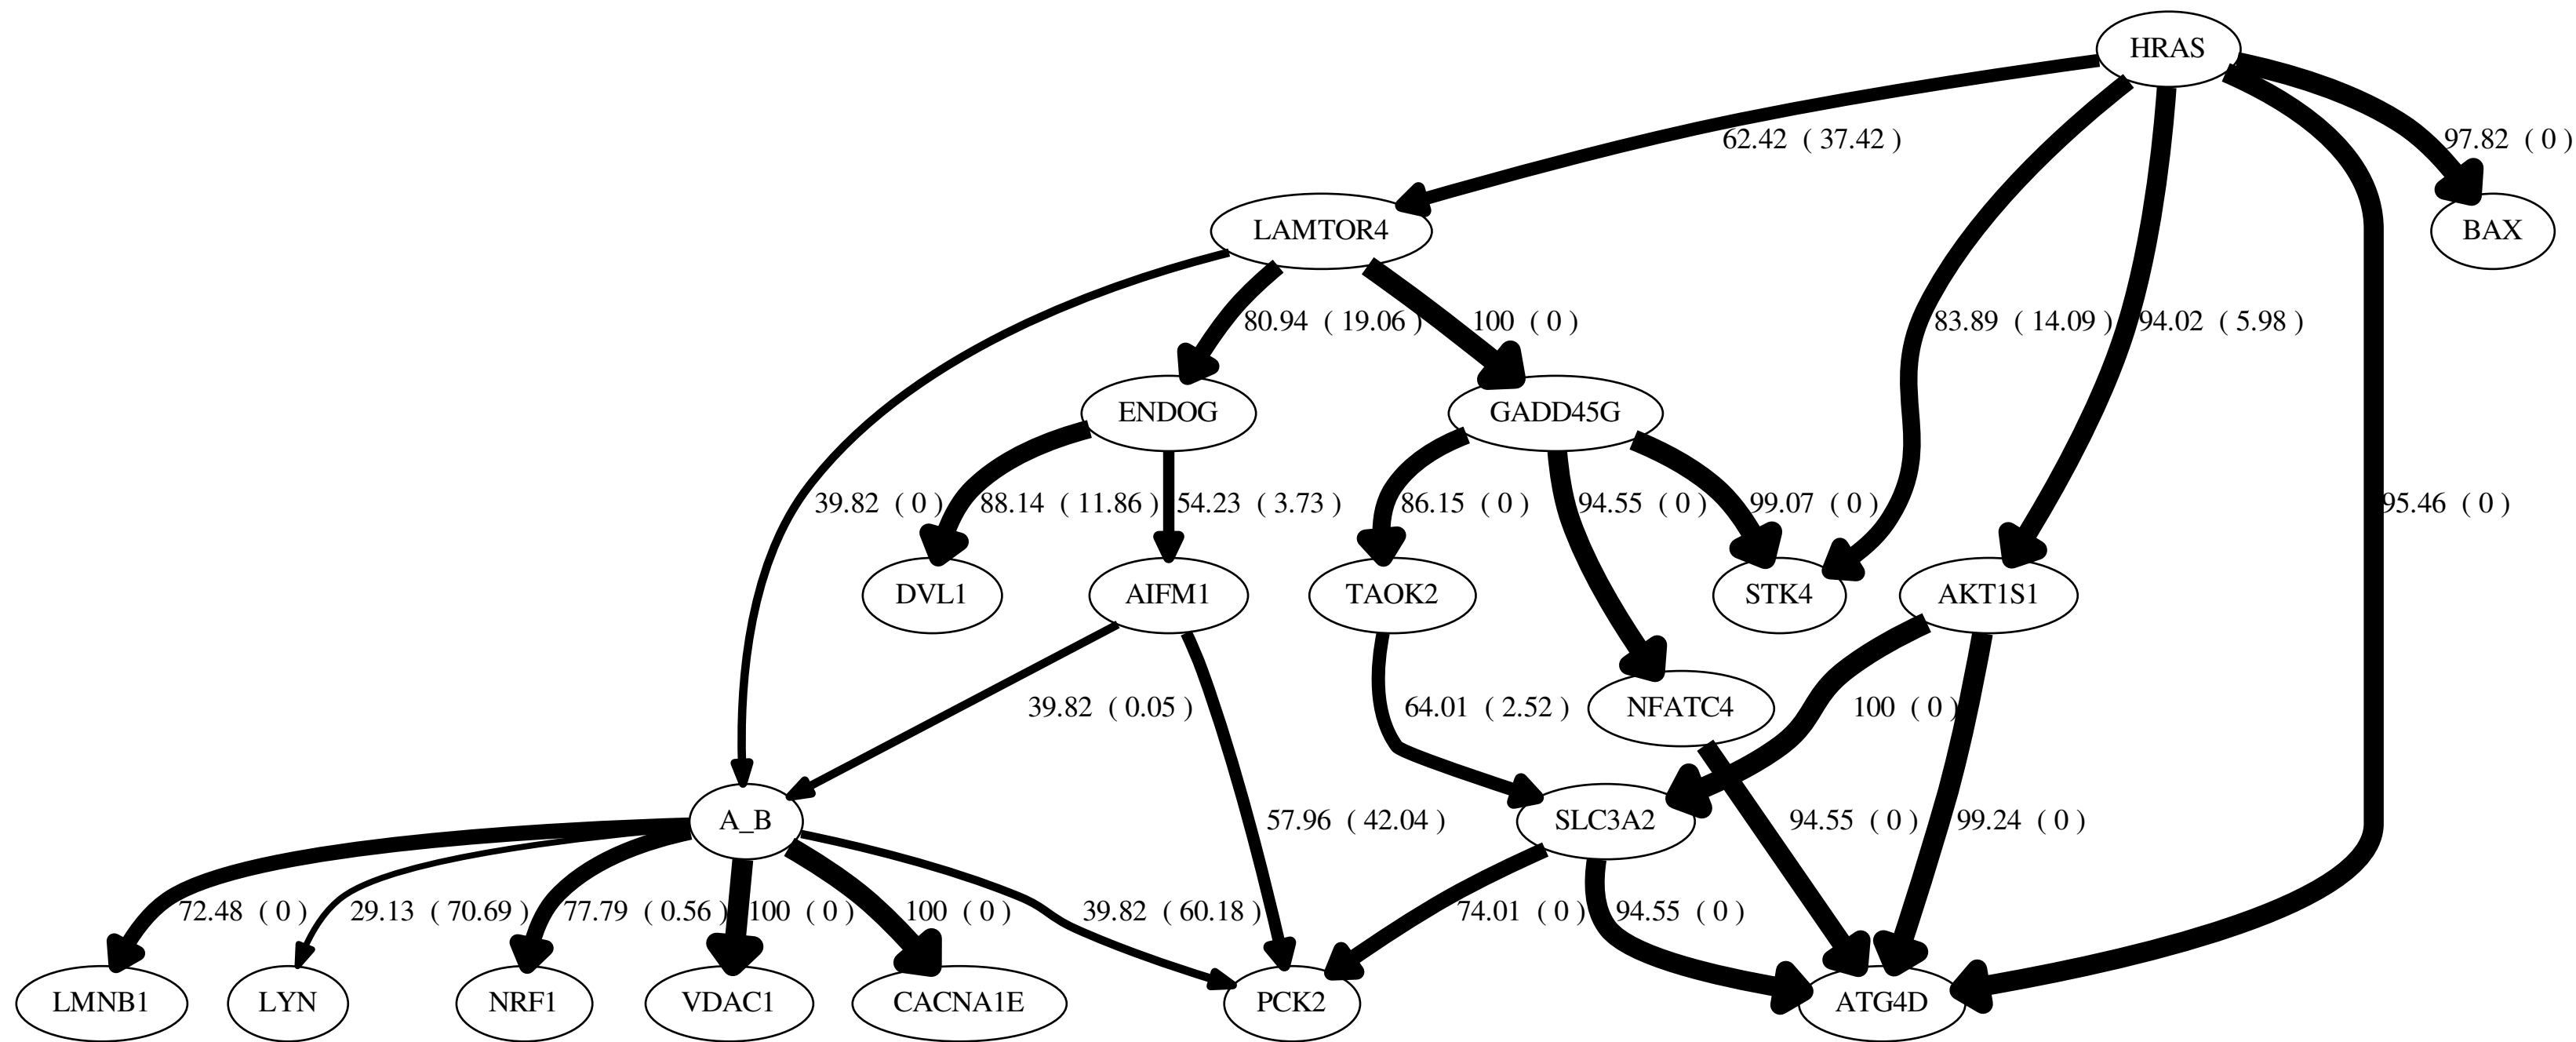 HRAS
62.42 ( 37.42 )
97.82 ( 0 )
LAMTOR4
BAX
80.94 ( 19.06 )
100 ( 0 )
83.89 ( 14.09 )
94.02 ( 5.98 )
ENDOG
GADD45G
39.82 ( 0 )
88.14 ( 11.86 )
54.23 ( 3.73 )
86.15 ( 0 )
94.55 ( 0 )
99.07 ( 0 )
95.46 ( 0 )
DVL1
AIFM1
TAOK2
STK4
AKT1S1
39.82 ( 0.05 )
64.01 ( 2.52 )
NFATC4
100 ( 0 )
A_B
57.96 ( 42.04 )
SLC3A2
94.55 ( 0 )
99.24 ( 0 )
72.48 ( 0 )
29.13 ( 70.69 )
77.79 ( 0.56 )
100 ( 0 )
100 ( 0 )
39.82 ( 60.18 )
74.01 ( 0 )
94.55 ( 0 )
LMNB1
LYN
NRF1
VDAC1
CACNA1E
PCK2
ATG4D